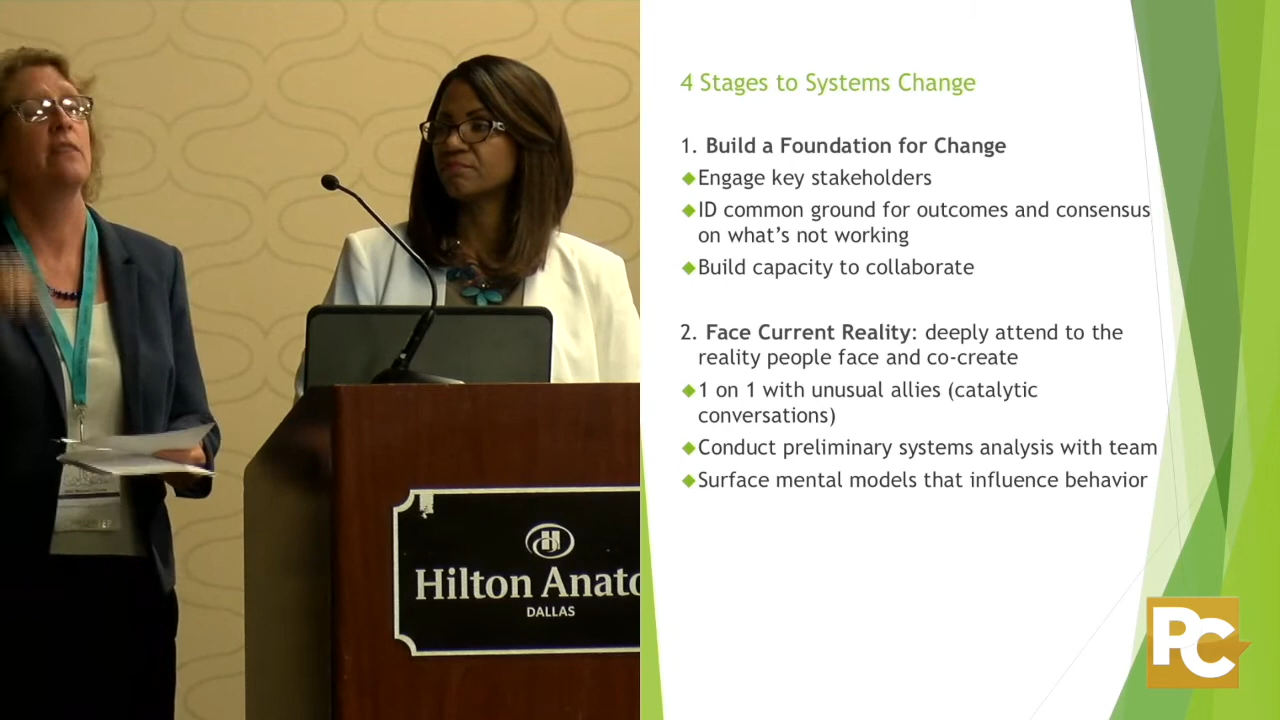 4 Stages to Systems Change
1. Build a Foundation for Change
Engage key stakeholders
ID common ground for outcomes and consensus
on what's not working
Build capacity to collaborate
2. Face Current Reality: deeply attend to the
reality people face and co-create
1 on 1 with unusual allies (catalytic
conversations)
Conduct preliminary systems analysis with team
Surface mental models that influence behavior
H
Hilton Anato
DALLAS
PC